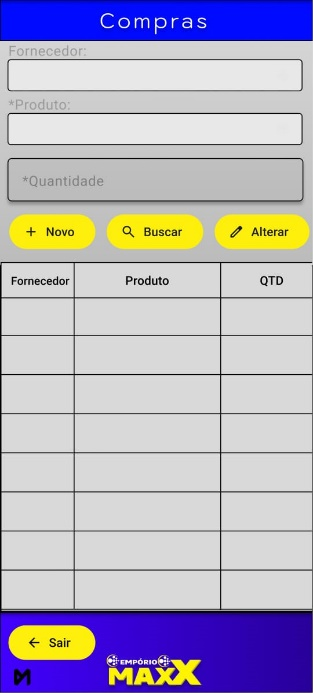 Compras
Fornecedor:
*Produto:
*Quantidade
Novo Buscar Alterar
Fornecedor Produto QTD
Sair
EMPÓRIO
MAXX
M